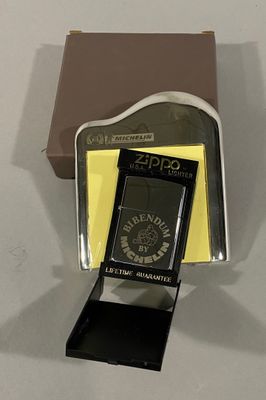 MICHELIN
Zippo
LIGHTER
BIBENDUM
BY
MICHELIN
LIFETIME GUARANTEE